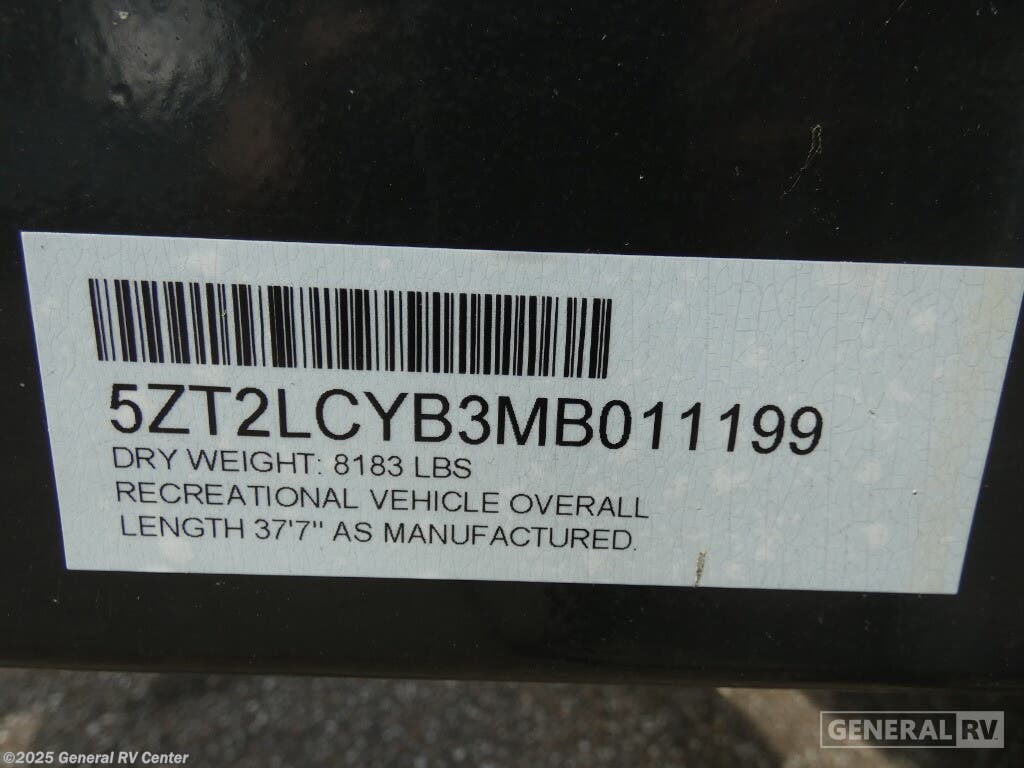 5ZT2LCYB3MB011199
DRY WEIGHT: 8183 LBS
RECREATIONAL VEHICLE OVERALL
LENGTH 37'7" AS MANUFACTURED.
GENERAL RV
©2025 General RV Center